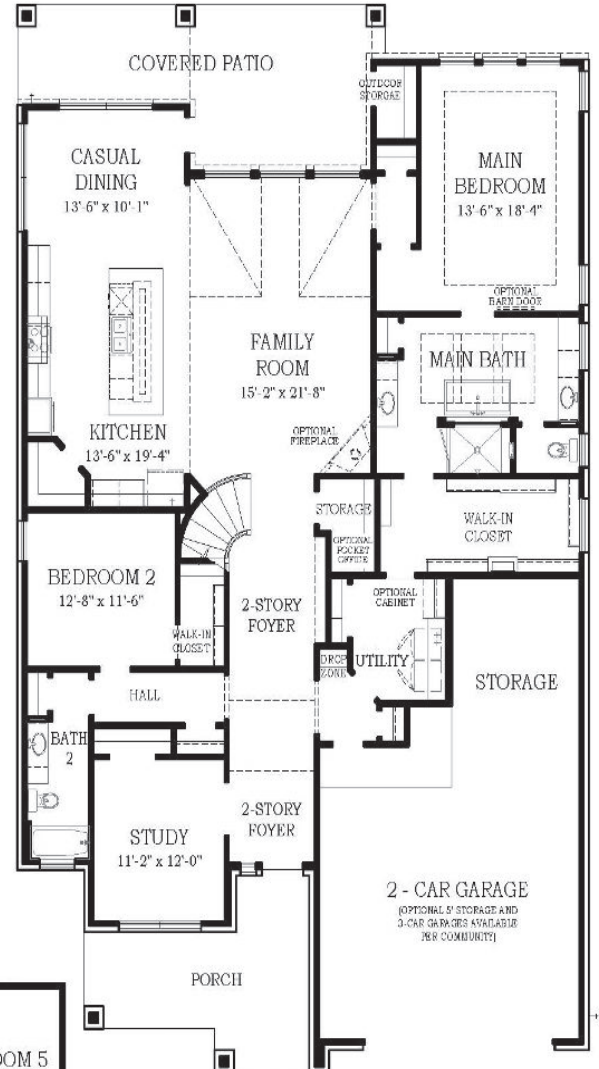 COVERED PATIO
OUTDOOR
STORGAE
CASUAL
DINING
13'-6" x 10'-1"
MAIN
BEDROOM
13'-6" x 18'-4"
OPTIONAL
BARN DOOR
FAMILY
ROOM
15'-2" x 21'-8"
MAIN BATH
OPTIONAL
FIREPLACE
KITCHEN
13'-6" x 19'-4"
STORAGE
OPTIONAL
POCKET
OFFICE
WALK-IN
CLOSET
BEDROOM 2
12'-8" x 11'-6"
2-STORY
FOYER
OPTIONAL
CABINET
WALK-IN
CLOSET
DROP
ZONE
UTILITY
STORAGE
HALL
BATH
2
2-STORY
FOYER
STUDY
11'-2" x 12'-0"
2 - CAR GARAGE
(OPTIONAL 5' STORAGE AND
3-CAR GARAGES AVAILABLE
PER COMMUNITY)
PORCH
OOM 5